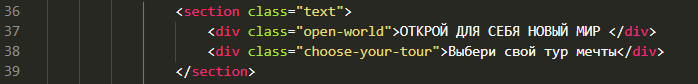 36 <section class="text">
37 <div class="open-world">ОТКРОЙ ДЛЯ СЕБЯ НОВЫЙ МИР </div>
38 <div class="choose-your-tour">Выбери свой тур мечты</div>
39 </section>